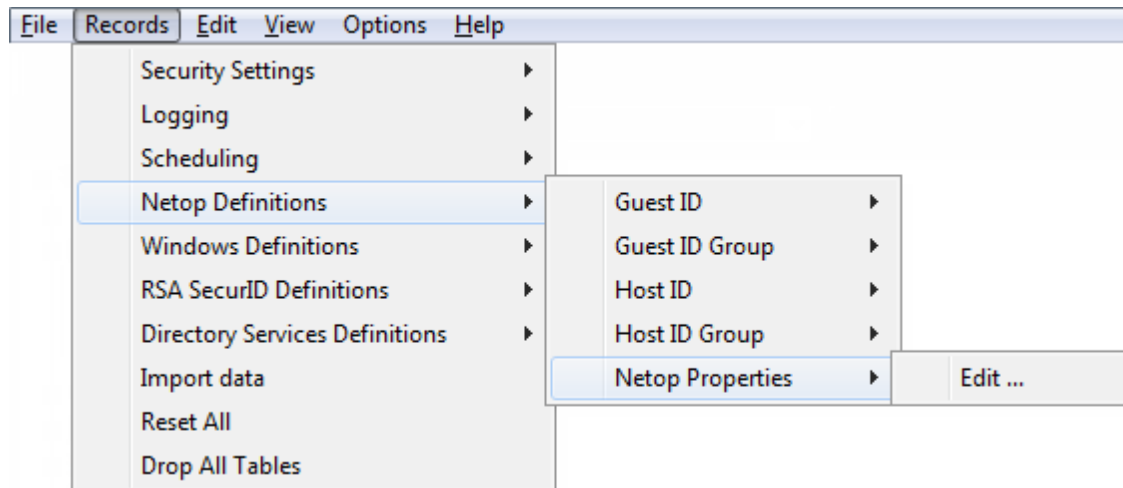 File Records Edit View Options Help
Security Settings
Logging
Scheduling
Netop Definitions
Windows Definitions
RSA SecurID Definitions
Directory Services Definitions
Import data
Reset All
Drop All Tables
Guest ID
Guest ID Group
Host ID
Host ID Group
Netop Properties
Edit ...